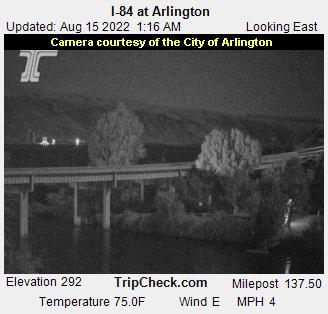 I-84 at Arlington
Updated: Aug 15 2022 1:16 AM Looking East
Camera courtesy of the City of Arlington
Elevation 292 TripCheck.com Milepost 137.50
Temperature 75.0F Wind E MPH 4